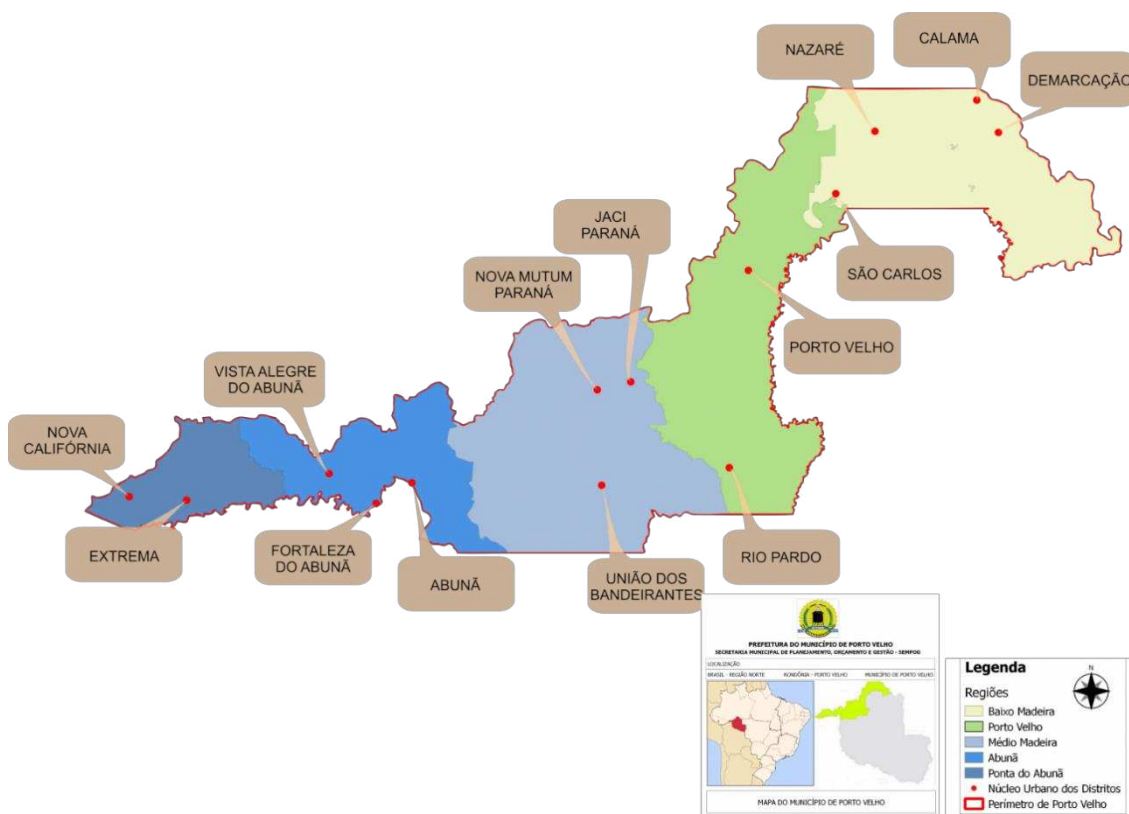 CALAMA
NAZARÉ
DEMARCAÇÃO
JACI
PARANÁ
SÃO CARLOS
NOVA MUTUM
PARANÁ
PORTO VELHO
VISTA ALEGRE
DO ABUNÃ
NOVA
CALIFÓRNIA
EXTREMA
FORTALEZA
DO ABUNÃ
ABUNÃ
UNIÃO DOS
BANDEIRANTES
RIO PARDO
PREFEITURA DO MUNICÍPIO DE PORTO VELHO
SECRETARIA MUNICIPAL DE PLANEJAMENTO, ORÇAMENTO E GESTÃO - SEMPOG
LOCALIZAÇÃO
BRASIL - REGIÃO NORTE
RONDÔNIA - PORTO VELHO
MUNICÍPIO DE PORTO VELHO
MAPA DO MUNICÍPIO DE PORTO VELHO
Legenda
N
Regiões
Baixo Madeira
Porto Velho
Médio Madeira
Abunã
Ponta do Abunã
Núcleo Urbano dos Distritos
Perímetro de Porto Velho